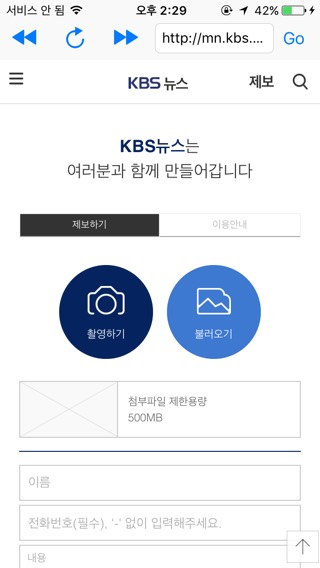 서비스 안 됨 오후 2:29 42%
http://mn.kbs.... Go
KBS 뉴스 제보
KBS뉴스는
여러분과 함께 만들어갑니다
제보하기 이용안내
촬영하기 불러오기
첨부파일 제한용량
500MB
이름
전화번호(필수), '-' 없이 입력해주세요.
내용